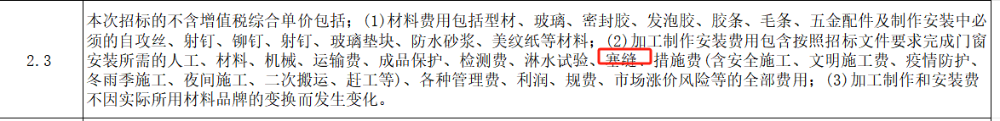 本次招标的不含增值税综合单价包括；(1)材料费用包括型材、玻璃、密封胶、发泡胶、胶条、毛条、五金配件及制作安装中必
须的自攻丝、射钉、铆钉、射钉、玻璃垫块、防水砂浆、美纹纸等材料；(2)加工制作安装费用包含按照招标文件要求完成门窗
2.3
安装所需的人工、材料、机械、运输费、成品保护、检测费、淋水试验、塞缝、措施费(含安全施工、文明施工费、疫情防护、
冬雨季施工、夜间施工、二次搬运、赶工等)、各种管理费、利润、规费、市场涨价风险等的全部费用；(3)加工制作和安装费
不因实际所用材料品牌的变换而发生变化。